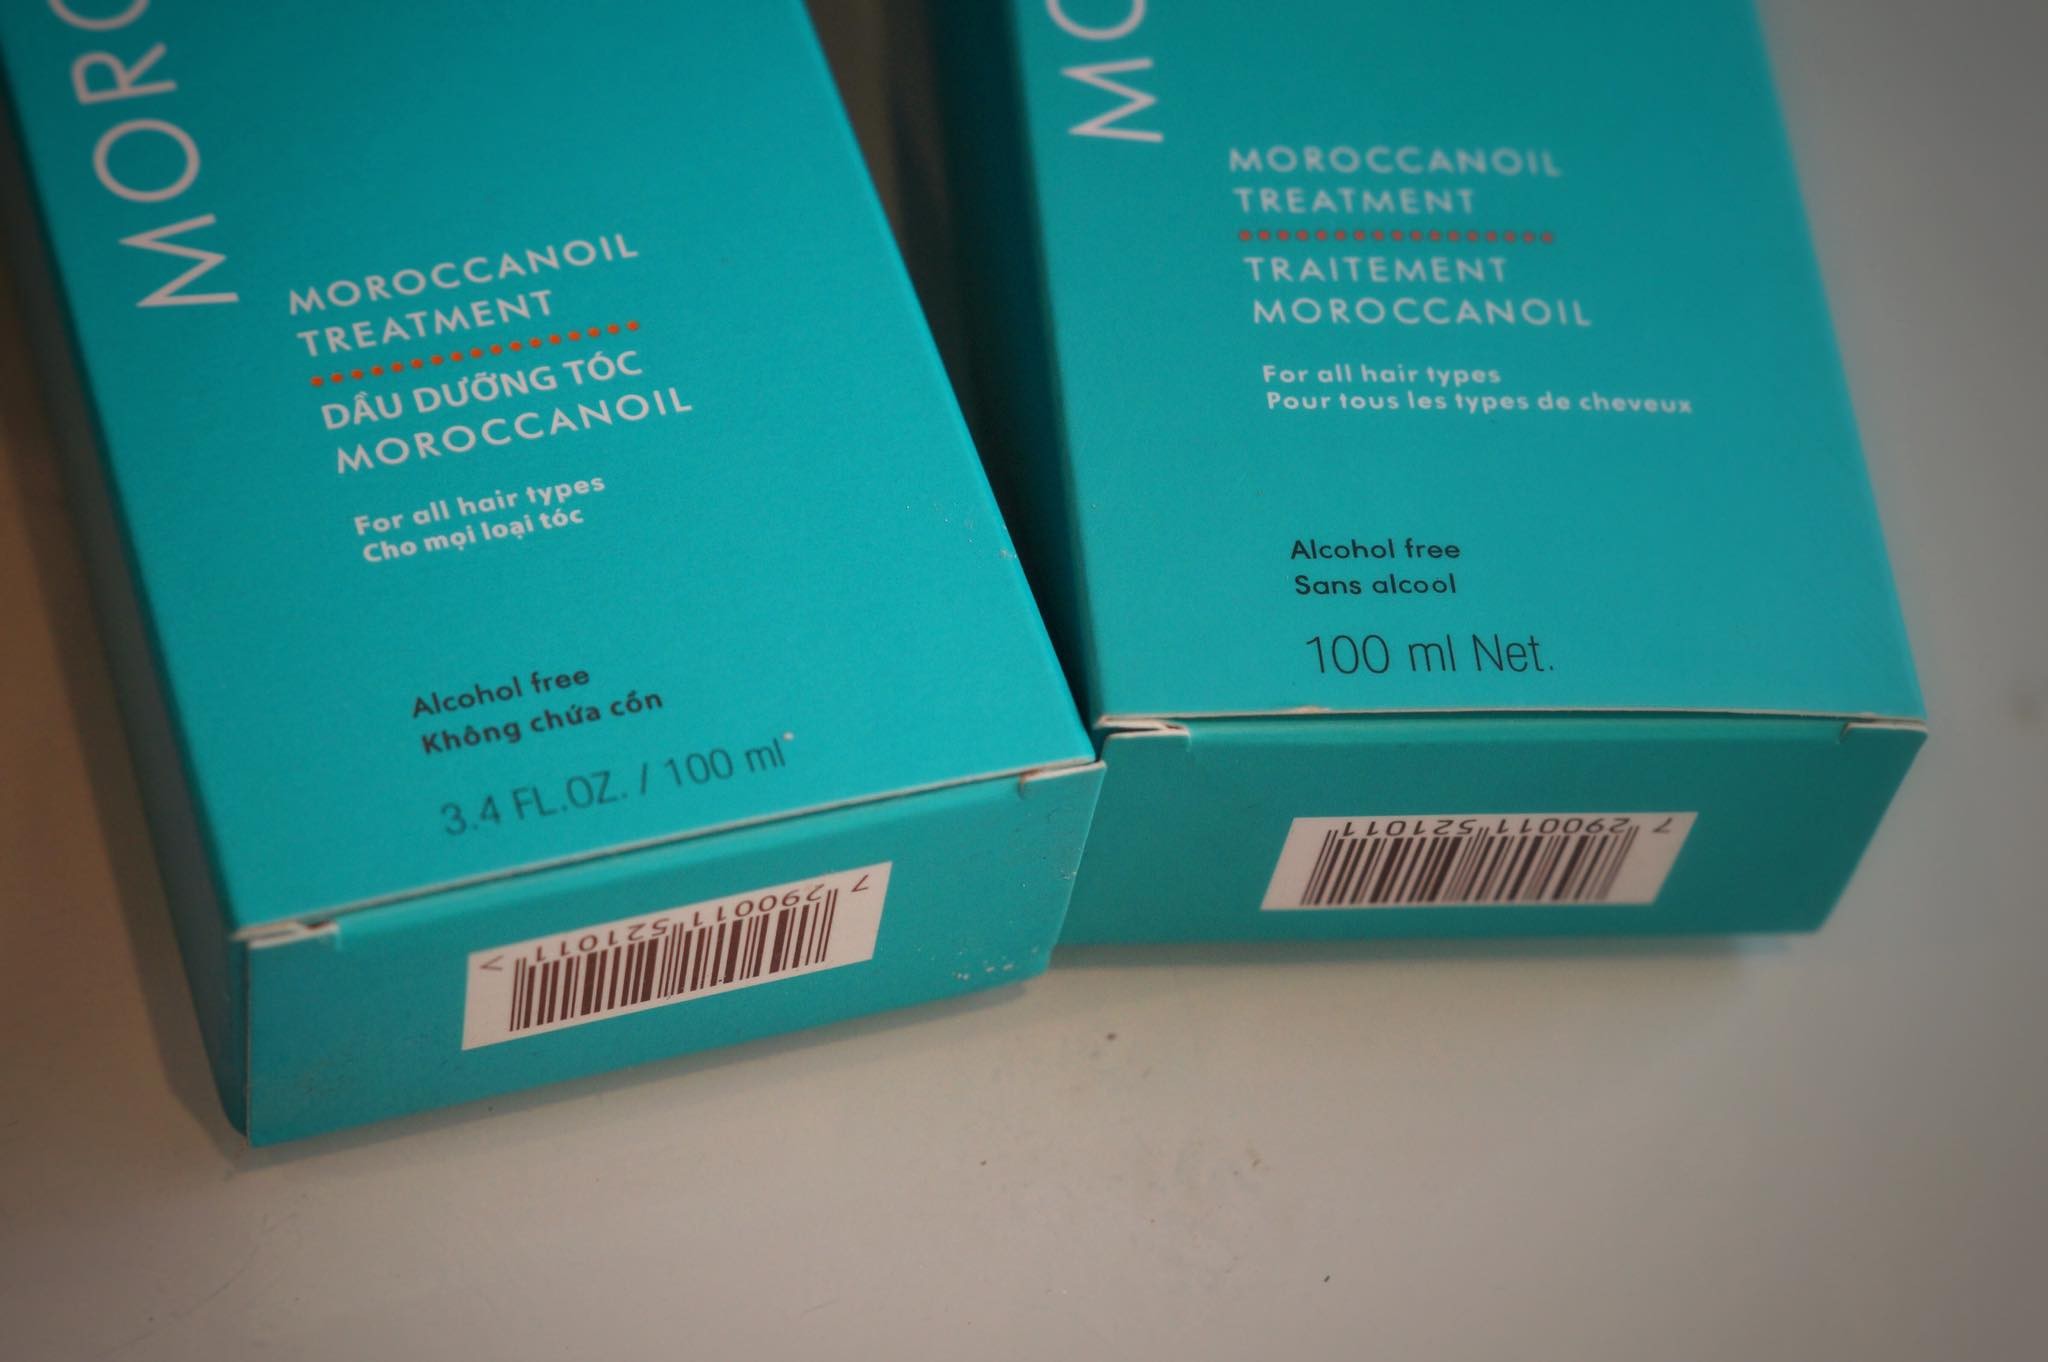 MORO
MOROCCANOIL
TREATMENT
DẦU DƯỠNG TÓC
MOROCCANOIL
For all hair types
Cho mọi loại tóc
Alcohol free
Không chứa cồn
3.4 FL.OZ. / 100 ml
7 290011 521011 >
MO
MOROCCANOIL
TREATMENT
TRAITEMENT
MOROCCANOIL
For all hair types
Pour tous les types de cheveux
Alcohol free
Sans alcool
100 ml Net.
7 290011 521011